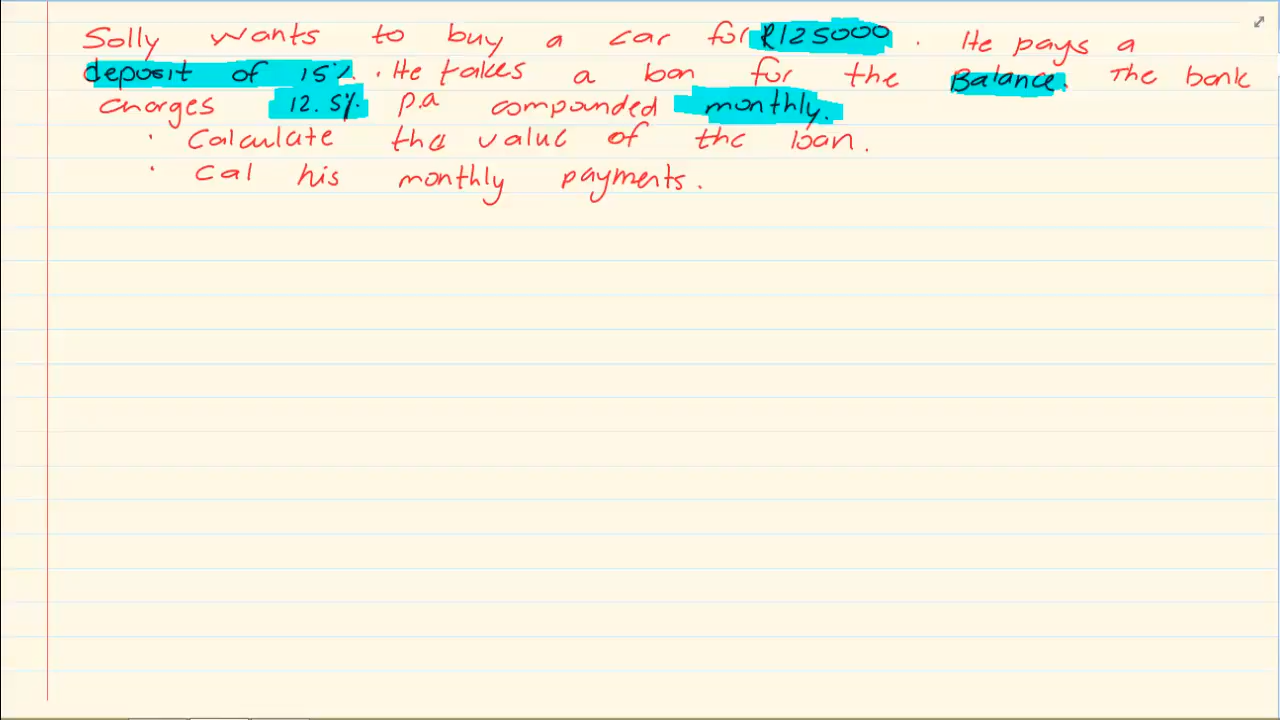 Solly wants to buy a car for R125000. He pays a
deposit of 15%. He takes a loan for the Balance. The bank
charges 12.5% p.a compounded monthly.
· Calculate the value of the loan.
· Cal his monthly payments.